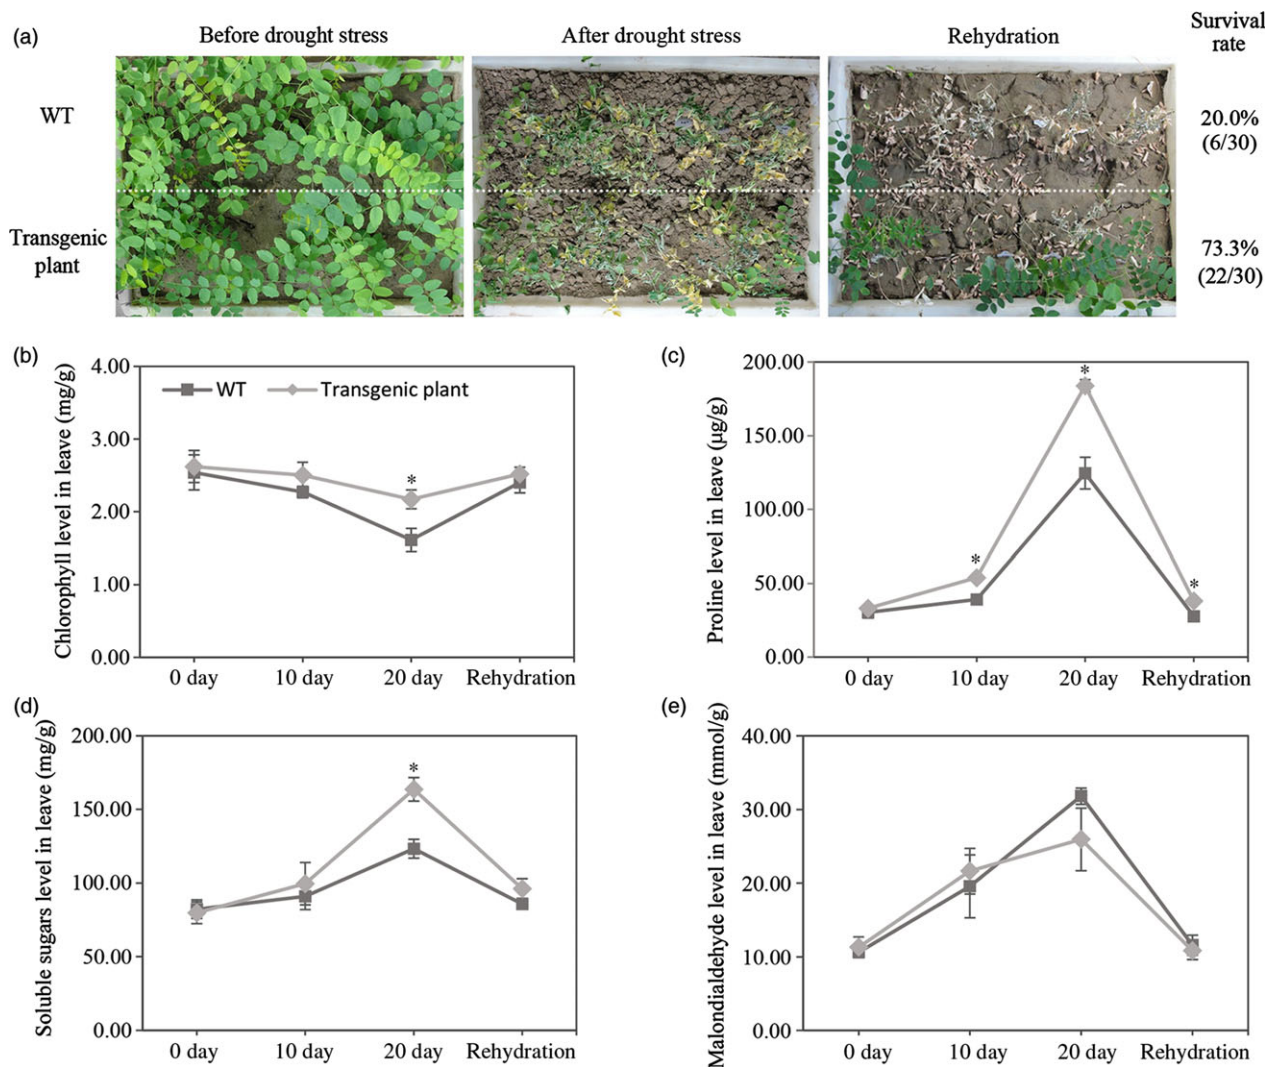 (a)
Before drought stress
After drought stress
Rehydration
Survival
rate
WT
20.0%
(6/30)
Transgenic
plant
73.3%
(22/30)
(b)
Chlorophyll level in leave (mg/g)
4.00
3.00
2.00
1.00
0.00
WT
Transgenic plant
*
0 day
10 day
20 day
Rehydration
(c)
Proline level in leave (µg/g)
200.00
150.00
100.00
50.00
0.00
*
*
*
0 day
10 day
20 day
Rehydration
(d)
Soluble sugars level in leave (mg/g)
200.00
150.00
100.00
50.00
0.00
*
0 day
10 day
20 day
Rehydration
(e)
Malondialdehyde level in leave (mmol/g)
40.00
30.00
20.00
10.00
0.00
0 day
10 day
20 day
Rehydration